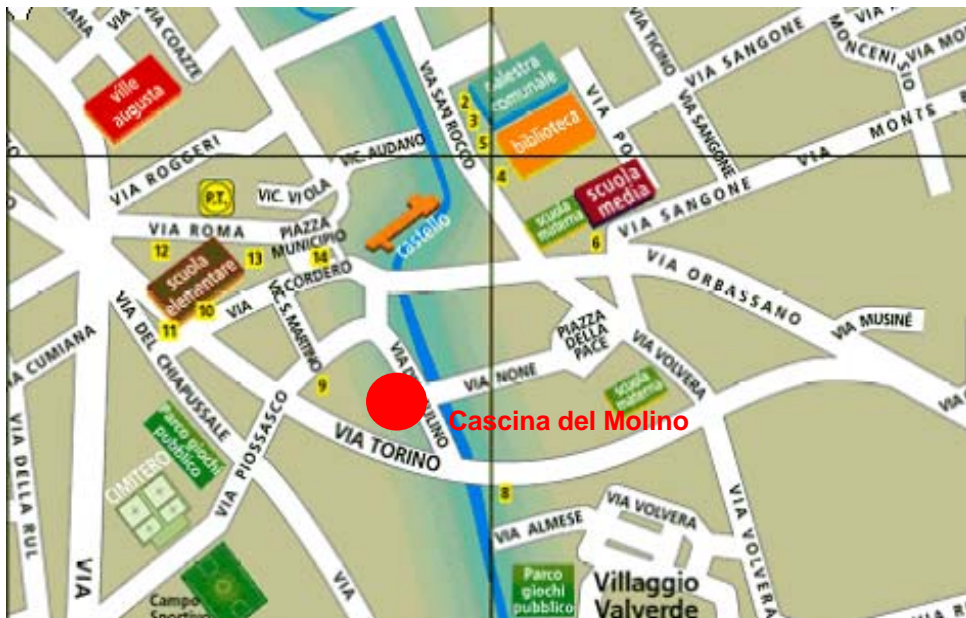 VIA COAZZE
ville
augusta
VIA ROGGERI
VIC. AUDANO
VIC. VIOLA
P.T.
VIA ROMA
PIAZZA
MUNICIPIO
12
13
14
scuola
elementare
VIA CORDERO
10
11
VIC. S. MARTINO
9
castello
VIA SAN ROCCO
2
3
5
4
palestra
comunale
biblioteca
scuola
media
scuola
materna
6
VIA TICINO
VIA SANGONE
VIA SANGONE
VIA SANGONE
MONCENISIO
VIA
MONTE
VIA ORBASSANO
VIA MUSINÉ
PIAZZA
DELLA
PACE
VIA VOLVERA
VIA NONE
scuola
materna
Cascina del Molino
VIA TORINO
8
VIA CUMIANA
VIA DEL CHIAPUSSALE
VIA PIOSSASCO
Parco giochi
pubblico
CIMITERO
VIA DELLA RUL
VIA
Campo
VIA
VIA ALMESE
VIA VOLVERA
VIA VOLVERA
Parco
giochi
pubblico
Villaggio
Valverde